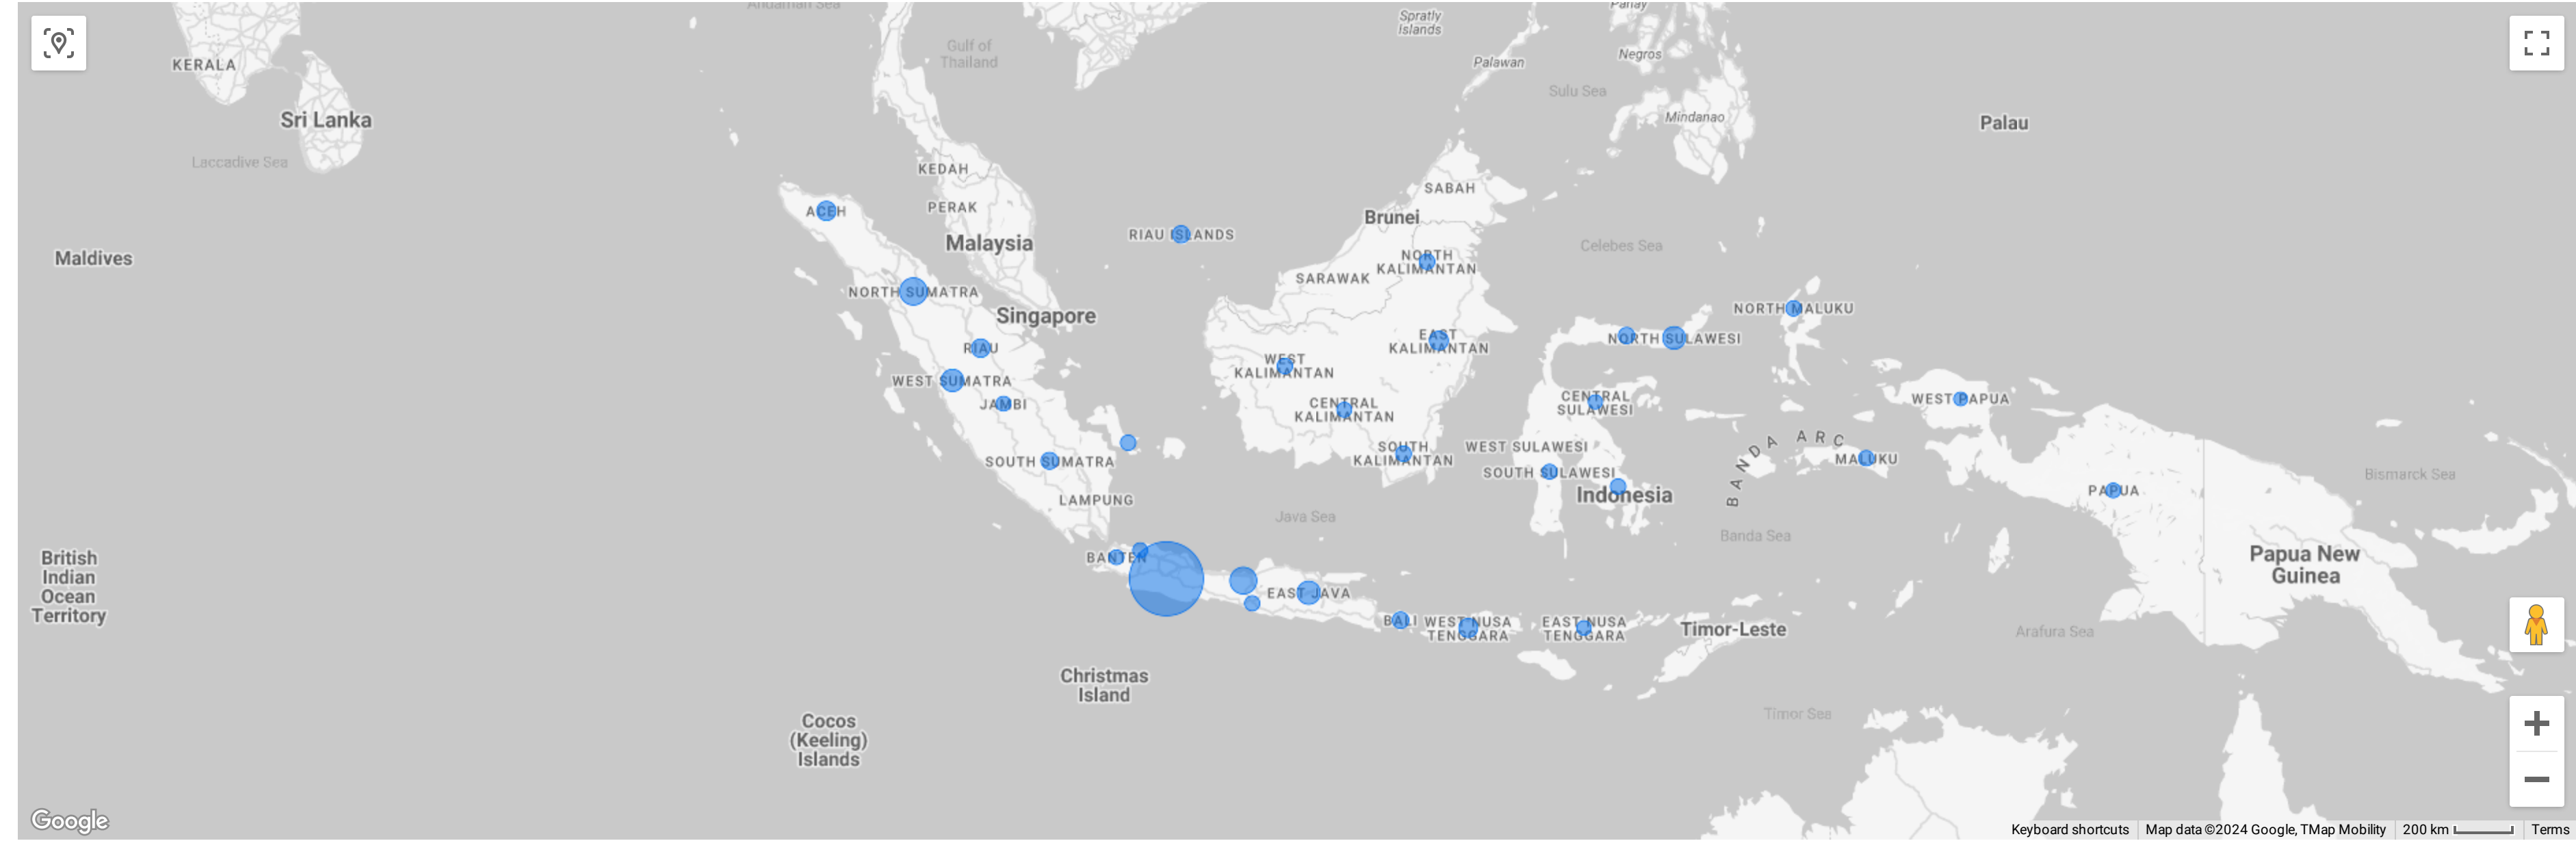 Andaman Sea
Panay
Spratly
Islands
Gulf of
Thailand
Negros
KERALA
Palawan
Sulu Sea
Sri Lanka
Mindanao
Palau
Laccadive Sea
KEDAH
SABAH
PERAK
ACEH
Brunei
RIAU ISLANDS
Malaysia
Celebes Sea
Maldives
NORTH
KALIMANTAN
SARAWAK
NORTH SUMATRA
NORTH MALUKU
Singapore
EAST
KALIMANTAN
NORTH SULAWESI
RIAU
WEST
KALIMANTAN
WEST SUMATRA
JAMBI
CENTRAL
KALIMANTAN
CENTRAL
SULAWESI
WEST PAPUA
BANDA ARC
SOUTH
KALIMANTAN
WEST SULAWESI
MALUKU
SOUTH SUMATRA
SOUTH SULAWESI
Bismarck Sea
PAPUA
LAMPUNG
Indonesia
Java Sea
Banda Sea
BANTEN
British
Indian
Ocean
Territory
Papua New
Guinea
EAST JAVA
BALI
WEST NUSA
TENGGARA
EAST NUSA
TENGGARA
Timor-Leste
Arafura Sea
Christmas
Island
Timor Sea
Cocos
(Keeling)
Islands
Google
Keyboard shortcuts
Map data ©2024 Google, TMap Mobility
200 km
Terms